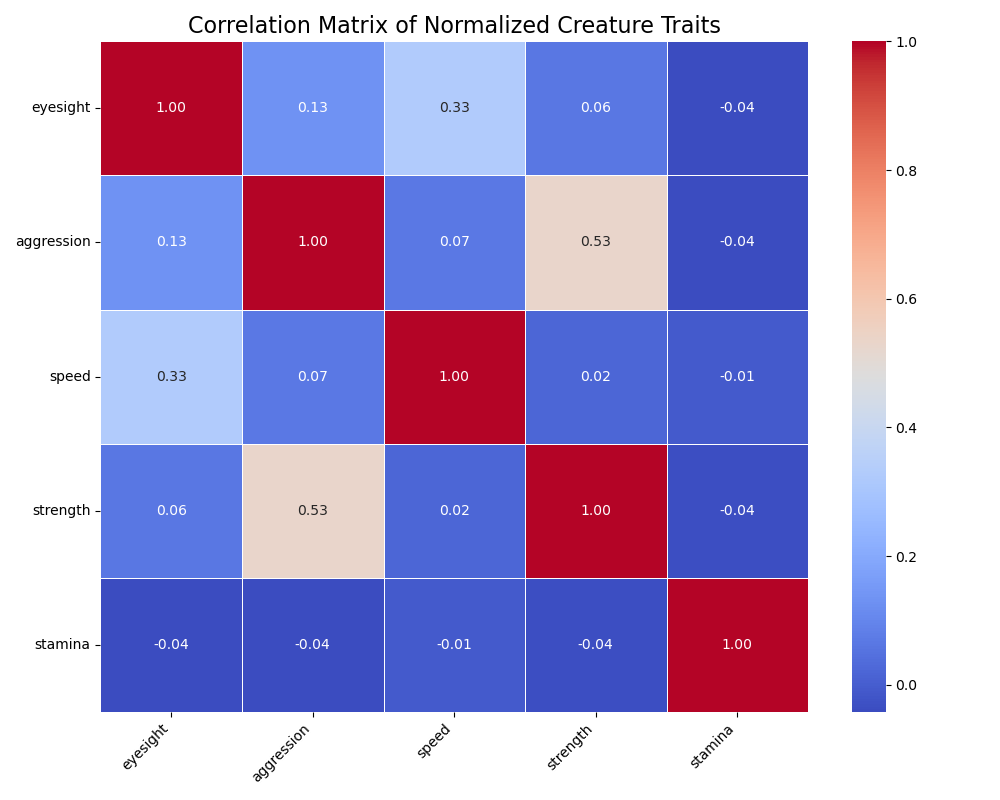 Correlation Matrix of Normalized Creature Traits
eyesight 1.00 0.13 0.33 0.06 -0.04
aggression 0.13 1.00 0.07 0.53 -0.04
speed 0.33 0.07 1.00 0.02 -0.01
strength 0.06 0.53 0.02 1.00 -0.04
stamina -0.04 -0.04 -0.01 -0.04 1.00
eyesight aggression speed strength stamina
1.0
0.8
0.6
0.4
0.2
0.0